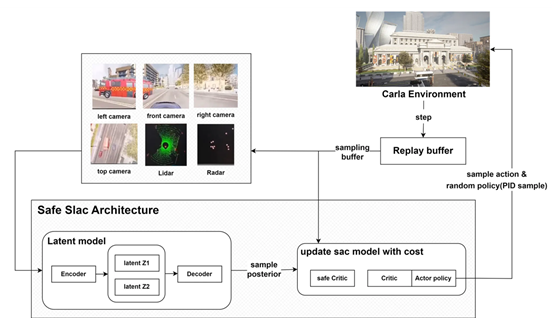 Carla Environment
step
Replay buffer
sampling
buffer
left camera
front camera
right camera
top camera
Lidar
Radar
sample action &
random policy(PID sample)
Safe Slac Architecture
Latent model
Encoder
latent Z1
latent Z2
Decoder
sample
posterior
update sac model with cost
safe Critic
Critic
Actor policy